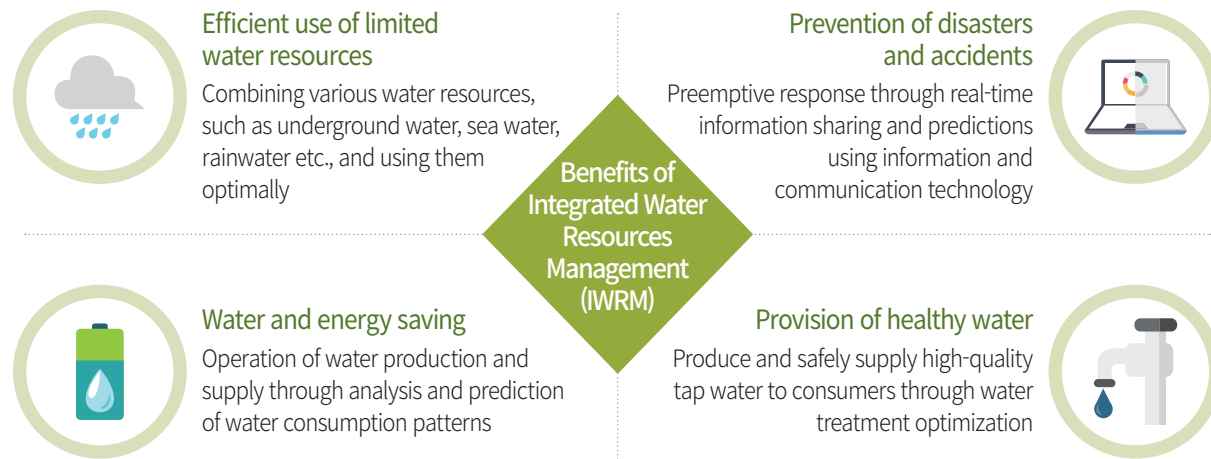 Efficient use of limited
water resources
Combining various water resources,
such as underground water, sea water,
rainwater etc., and using them
optimally
Prevention of disasters
and accidents
Preemptive response through real-time
information sharing and predictions
using information and
communication technology
Benefits of
Integrated Water
Resources
Management
(IWRM)
Water and energy saving
Operation of water production and
supply through analysis and prediction
of water consumption patterns
Provision of healthy water
Produce and safely supply high-quality
tap water to consumers through water
treatment optimization